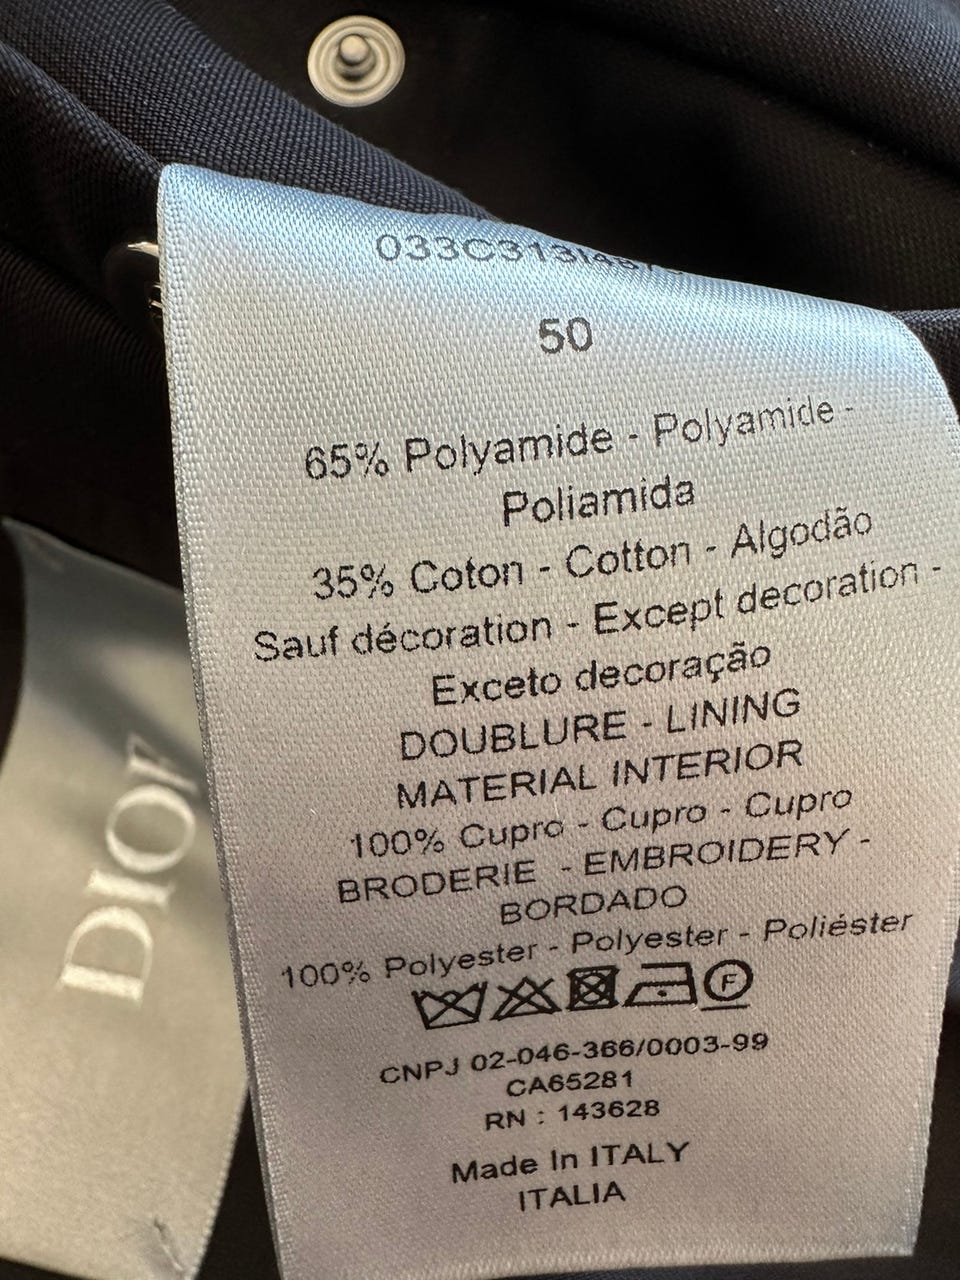 50
65% Polyamide - Polyamide -
Poliamida
35% Coton - Cotton - Algodão
Sauf décoration - Except decoration -
Exceto decoração
DOUBLURE - LINING
MATERIAL INTERIOR
100% Cupro - Cupro - Cupro
BRODERIE - EMBROIDERY -
BORDADO
100% Polyester - Polyester - Poliéster
F
CNPJ 02-046-366/0003-99
CA65281
RN : 143628
Made In ITALY
ITALIA
DIOR